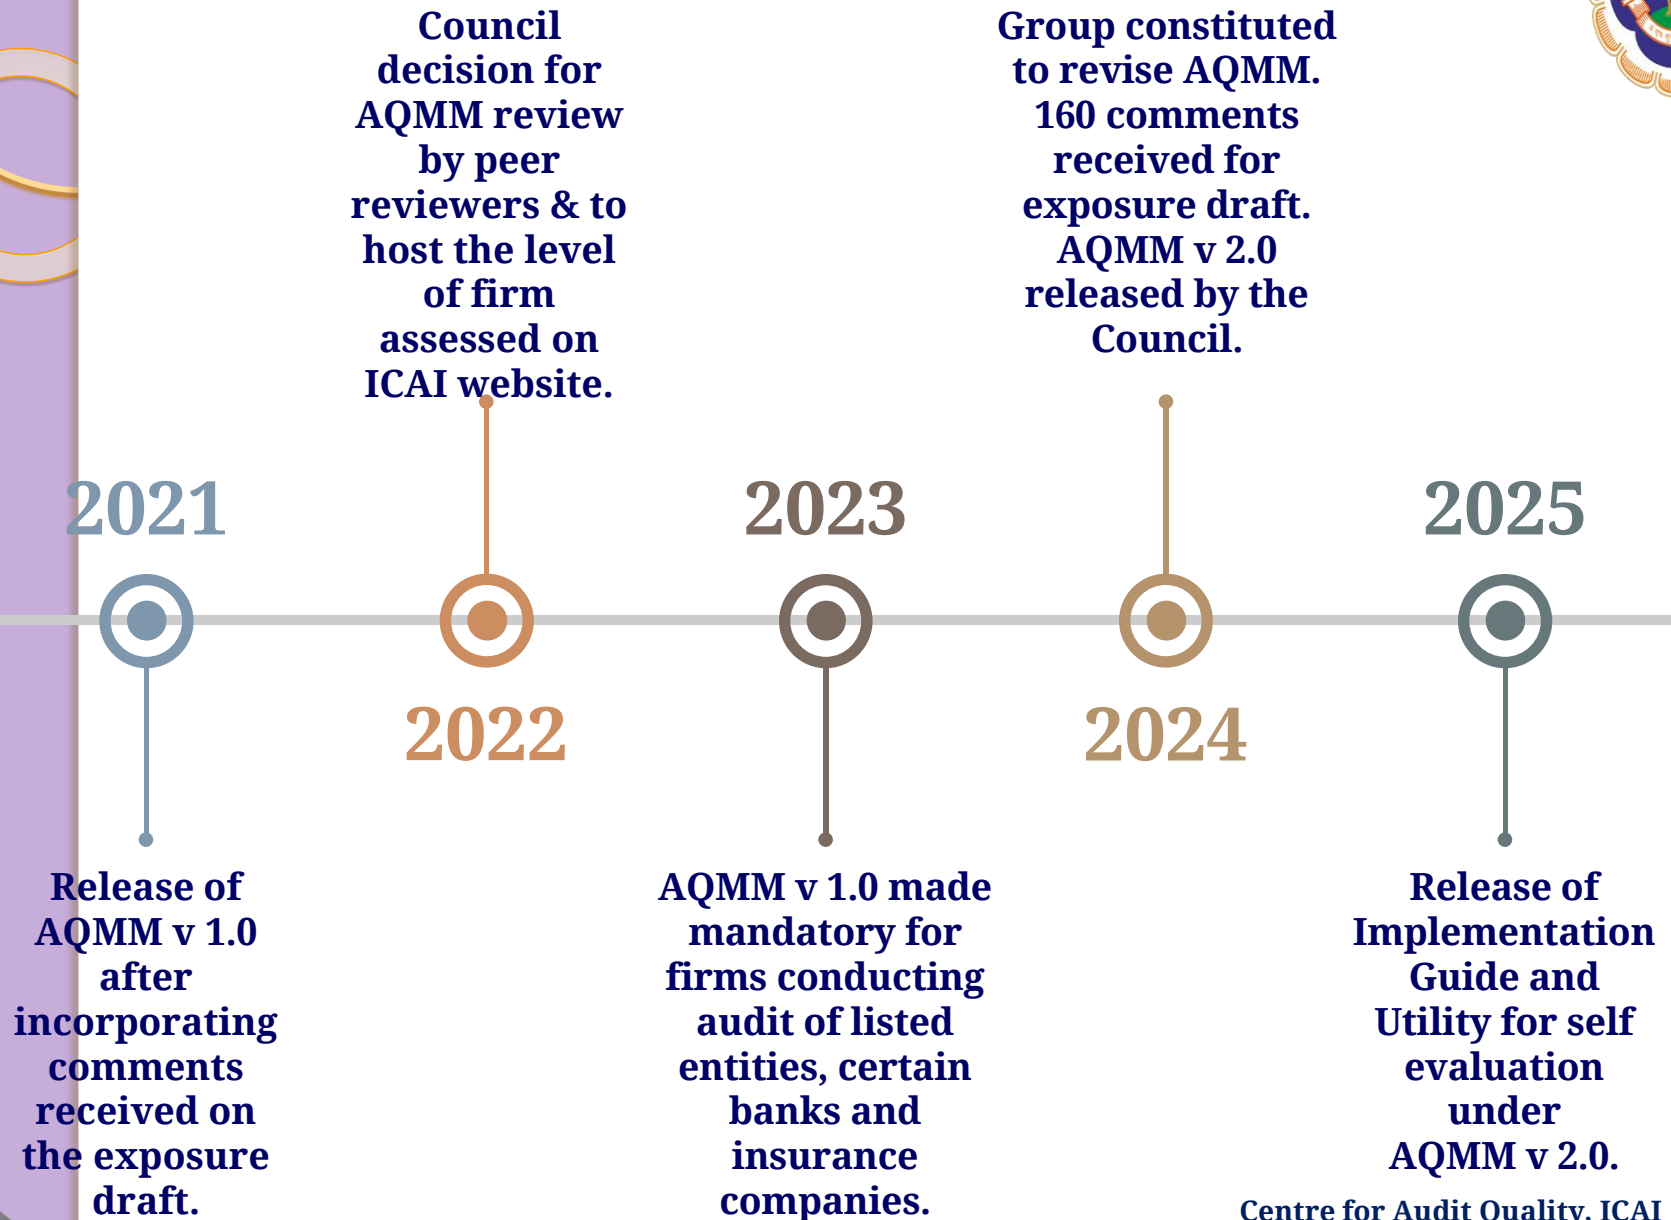 Council
decision for
AQMM review
by peer
reviewers & to
host the level
of firm
assessed on
ICAI website.
Group constituted
to revise AQMM.
160 comments
received for
exposure draft.
AQMM v 2.0
released by the
Council.
2021
2023
2025
2022
2024
Release of
AQMM v 1.0
after
incorporating
comments
received on
the exposure
draft.
AQMM v 1.0 made
mandatory for
firms conducting
audit of listed
entities, certain
banks and
insurance
companies.
Release of
Implementation
Guide and
Utility for self
evaluation
under
AQMM v 2.0.
Centre for Audit Quality, ICAI